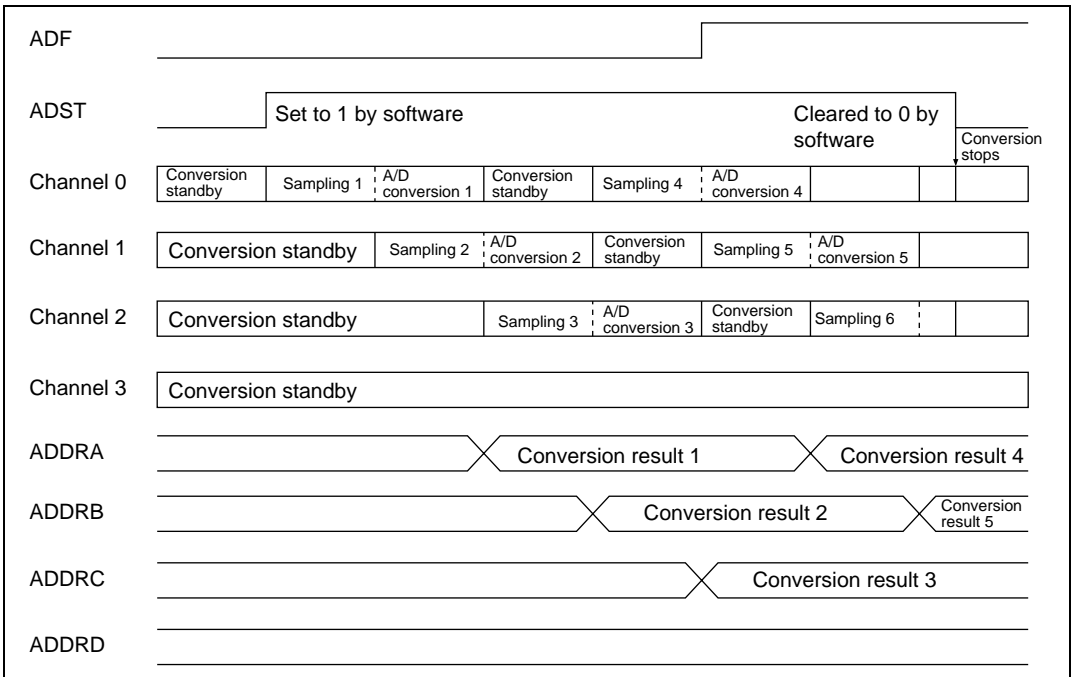 ADF
ADST
Set to 1 by software
Cleared to 0 by
software
Conversion
stops
Channel 0
Conversion
standby
Sampling 1
A/D
conversion 1
Conversion
standby
Sampling 4
A/D
conversion 4
Channel 1
Conversion standby
Sampling 2
A/D
conversion 2
Conversion
standby
Sampling 5
A/D
conversion 5
Channel 2
Conversion standby
Sampling 3
A/D
conversion 3
Conversion
standby
Sampling 6
Channel 3
Conversion standby
ADDRA
Conversion result 1
Conversion result 4
ADDRB
Conversion result 2
Conversion
result 5
ADDRC
Conversion result 3
ADDRD